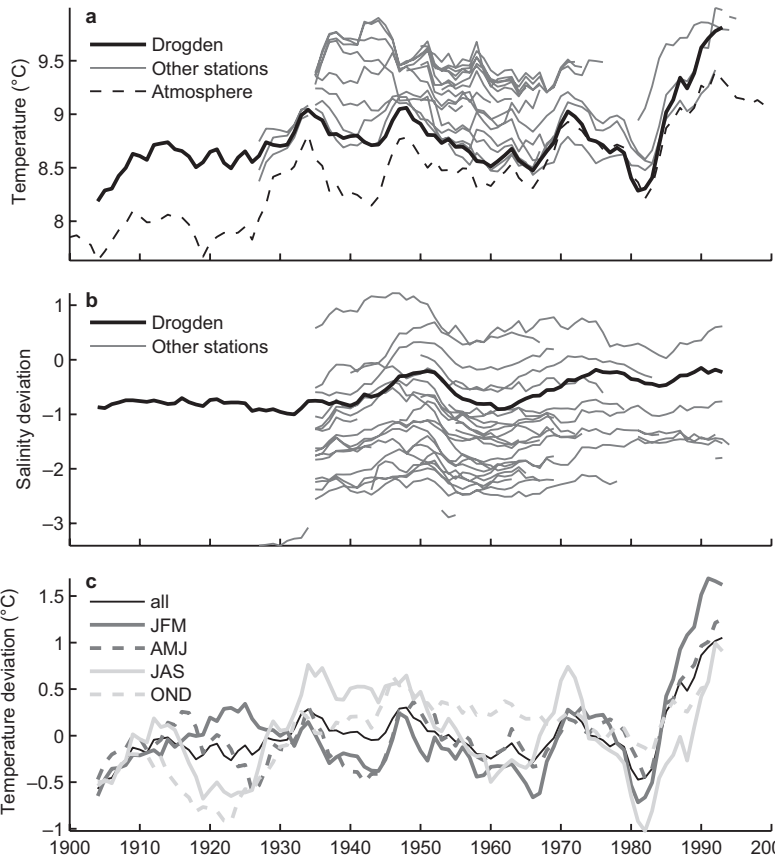 a
Drogden
Other stations
Atmosphere
Temperature (°C)
9.5
9
8.5
8
b
Drogden
Other stations
Salinity deviation
1
0
–1
–2
–3
c
all
JFM
AMJ
JAS
OND
Temperature deviation (°C)
1.5
1
0.5
0
–0.5
–1
1900 1910 1920 1930 1940 1950 1960 1970 1980 1990 200